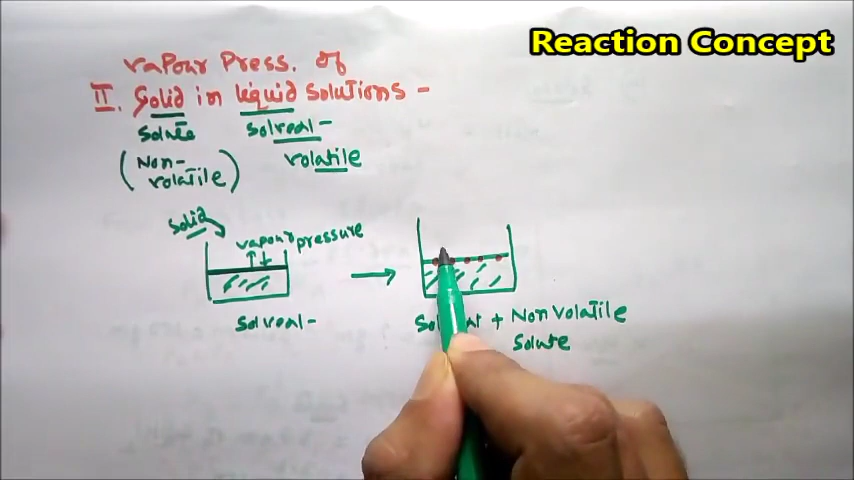 Reaction Concept
Vapour Press. of
II. Solid in liquid solutions -
Solute Solvent
(Non-volatile) volatile
Solid
vapour pressure
Solvent
+ Non volatile
Solute